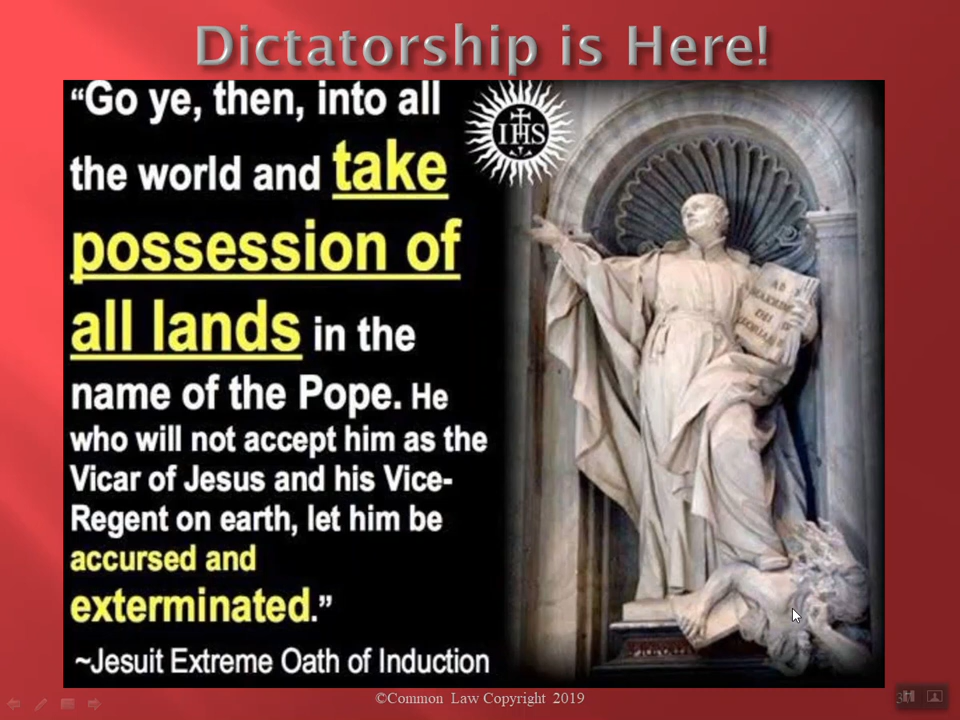 Dictatorship is Here!
“Go ye, then, into all
the world and take
possession of
all lands in the
name of the Pope. He
who will not accept him as the
Vicar of Jesus and his Vice-
Regent on earth, let him be
accursed and
exterminated.”
~Jesuit Extreme Oath of Induction
IHS
AD
DEI
©Common Law Copyright 2019